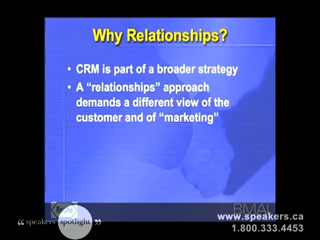 Why Relationships?
• CRM is part of a broader strategy
• A “relationships” approach
demands a different view of the
customer and of “marketing”
www.speakers.ca
“speakers spotlight”
1.800.333.4453